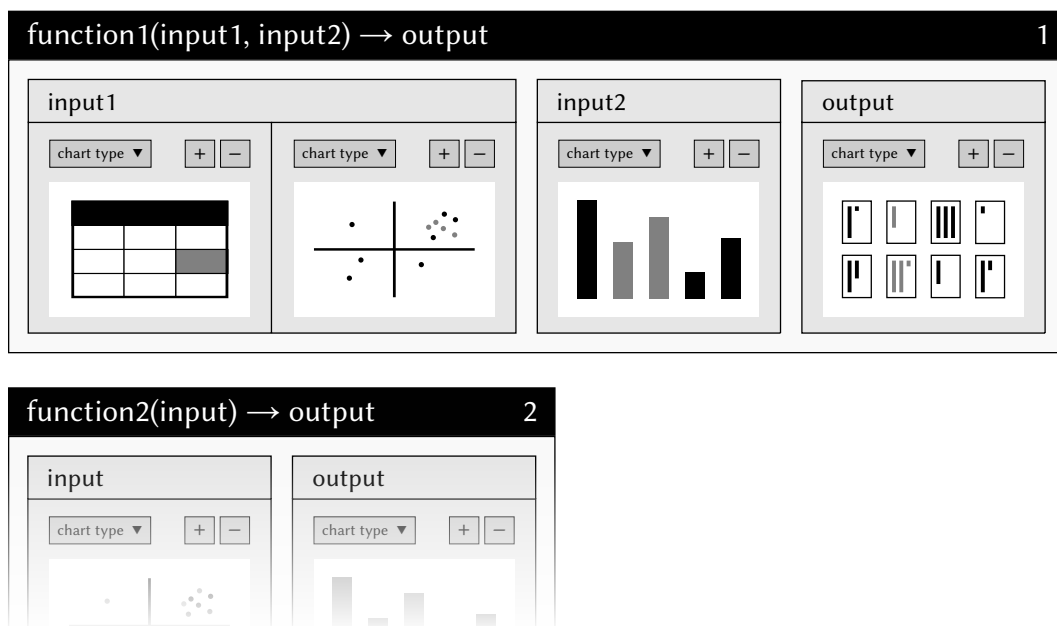 function1(input1, input2) → output 1
input1 input2 output
chart type ▼ + − chart type ▼ + − chart type ▼ + − chart type ▼ + −
function2(input) → output 2
input output
chart type ▼ + − chart type ▼ + −